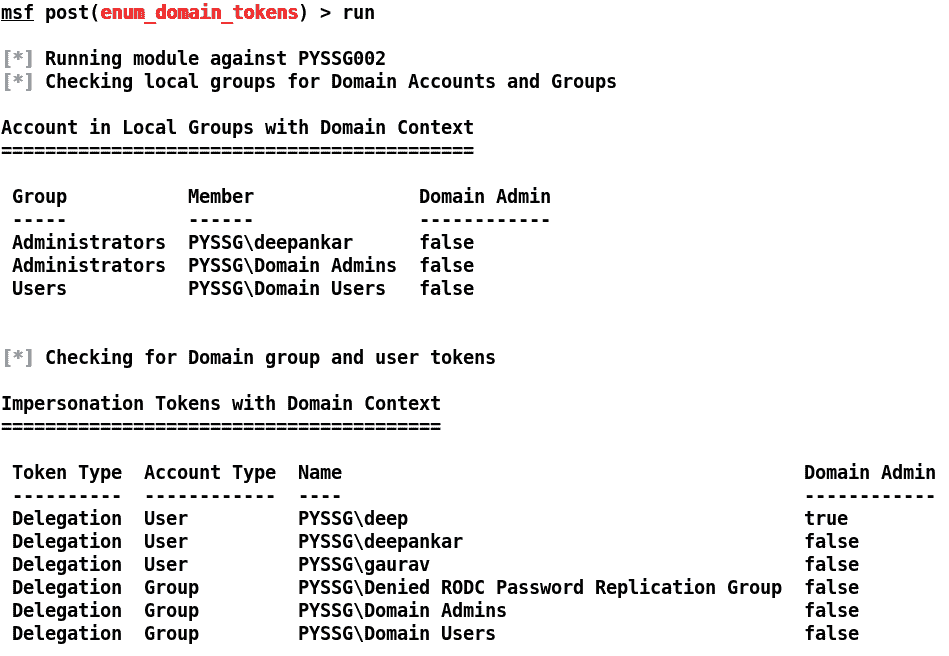 msf post(enum_domain_tokens) > run
[*] Running module against PYSSG002
[*] Checking local groups for Domain Accounts and Groups
Account in Local Groups with Domain Context
===========================================
Group           Member              Domain Admin
-----           ------              ------------
Administrators  PYSSG\deepankar      false
Administrators  PYSSG\Domain Admins  false
Users           PYSSG\Domain Users   false
[*] Checking for Domain group and user tokens
Impersonation Tokens with Domain Context
========================================
Token Type  Account Type  Name                                          Domain Admin
----------  ------------  ----                                          ------------
Delegation  User          PYSSG\deep                                    true
Delegation  User          PYSSG\deepankar                               false
Delegation  User          PYSSG\gaurav                                  false
Delegation  Group         PYSSG\Denied RODC Password Replication Group  false
Delegation  Group         PYSSG\Domain Admins                           false
Delegation  Group         PYSSG\Domain Users                            false